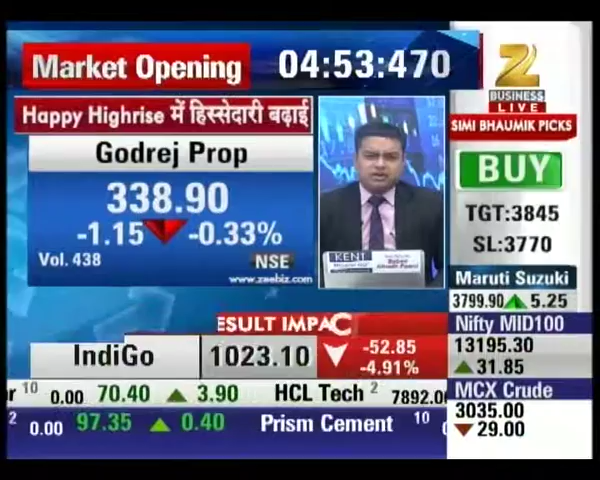 Market Opening
04:53:470
Z
BUSINESS
LIVE
Happy Highrise में हिस्सेदारी बढ़ाई
SIMI BHAUMIK PICKS
Godrej Prop
BUY
338.90
TGT:3845
-1.15 -0.33%
SL:3770
Vol. 438
NSE
KENT
www.zeebiz.com
Maruti Suzuki
3799.90 5.25
ESULT IMPAC
Nifty MID100
IndiGo
1023.10
-52.85
-4.91%
13195.30
31.85
r 10 0.00 70.40 3.90 HCL Tech 2 7892.0
MCX Crude
2 0.00 97.35 0.40 Prism Cement 10
3035.00
29.00